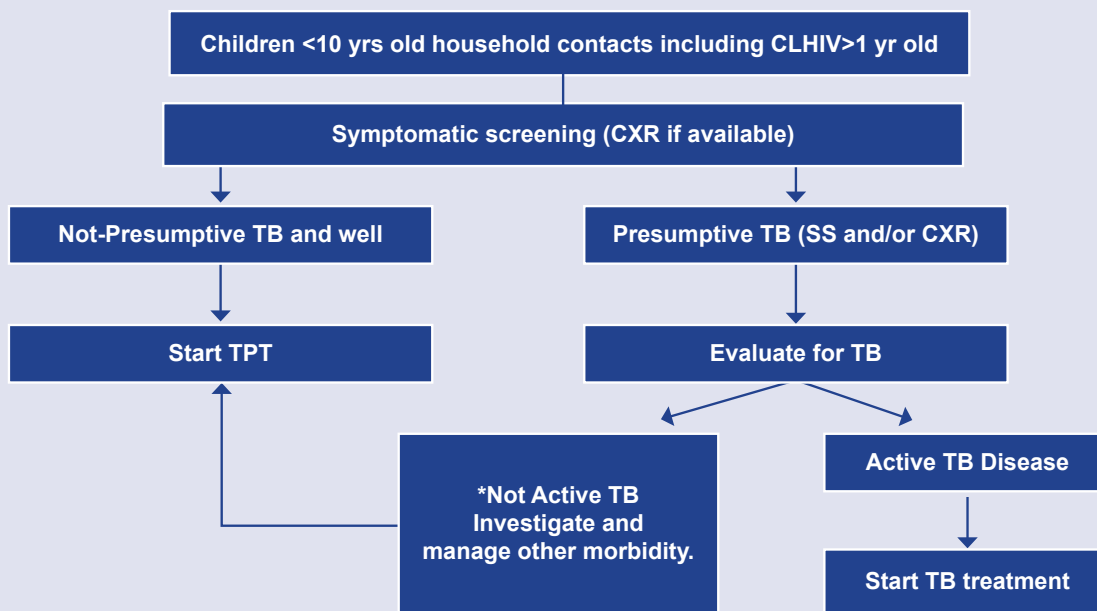 Children <10 yrs old household contacts including CLHIV>1 yr old
Symptomatic screening (CXR if available)
Not-Presumptive TB and well
Presumptive TB (SS and/or CXR)
Start TPT
Evaluate for TB
*Not Active TB
Investigate and
manage other morbidity.
Active TB Disease
Start TB treatment